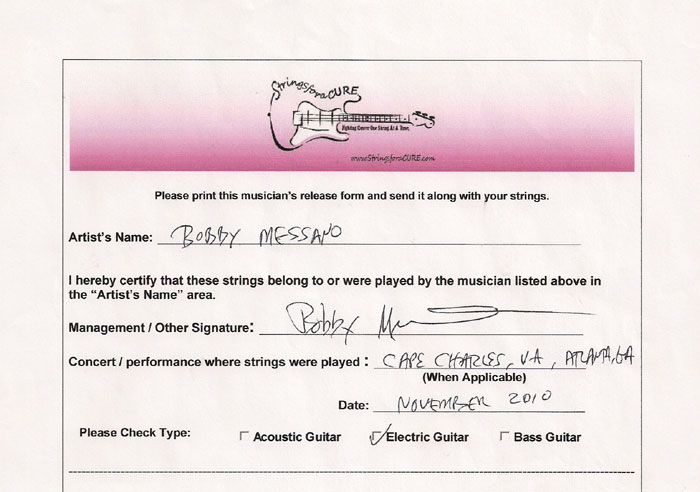 StringsforaCURE
Fighting Cancer One String At A Time.
www.StringsforaCURE.com
Please print this musician's release form and send it along with your strings.
Artist's Name: BOBBY MESSANO
I hereby certify that these strings belong to or were played by the musician listed above in
the “Artist's Name” area.
Management / Other Signature: Bobby
Concert / performance where strings were played : CAPE CHARLES, VA, ATLANTA, GA
(When Applicable)
Date: NOVEMBER 2010
Please Check Type: Acoustic Guitar Electric Guitar Bass Guitar